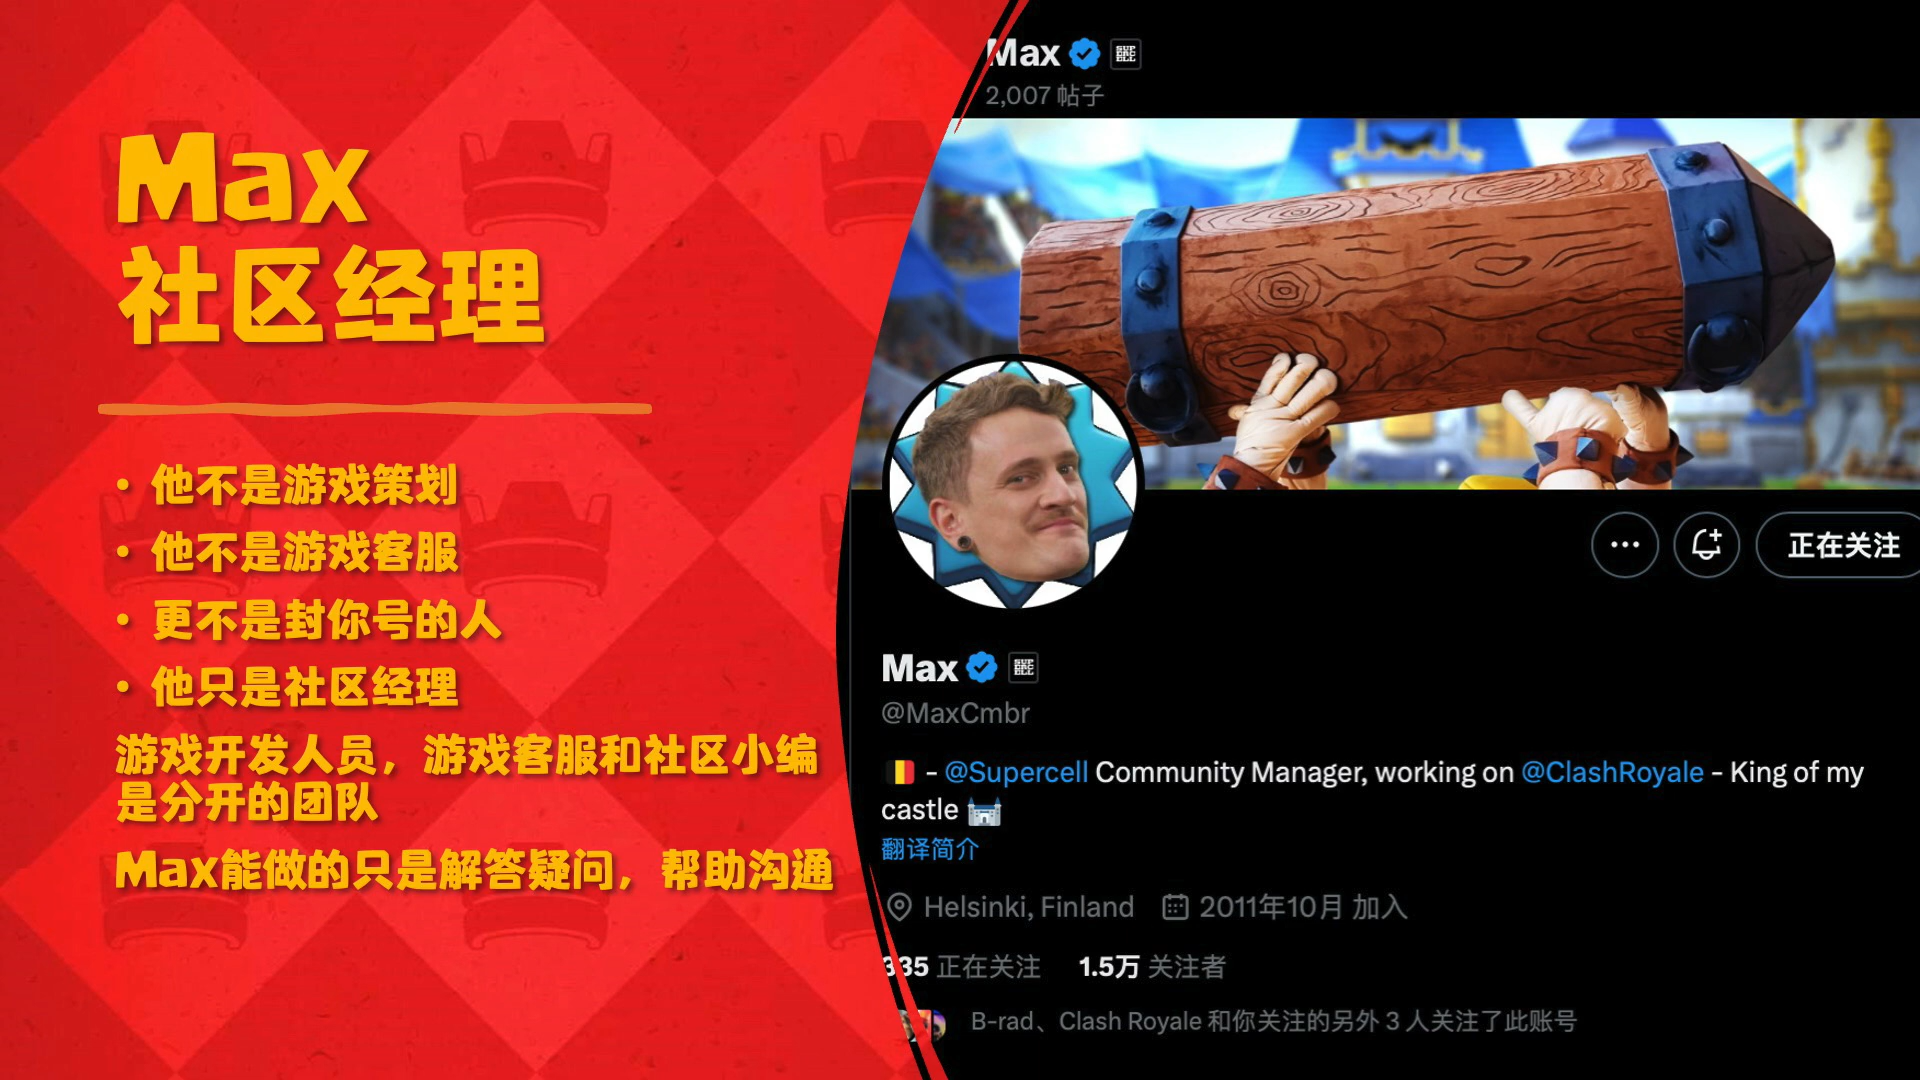 Max
社区经理
• 他不是游戏策划
• 他不是游戏客服
• 更不是封你号的人
• 他只是社区经理
游戏开发人员，游戏客服和社区小编
是分开的团队
Max能做的只是解答疑问，帮助沟通
Max
2,007 帖子
正在关注
Max
@MaxCmbr
- @Supercell Community Manager, working on @ClashRoyale - King of my
castle
翻译简介
Helsinki, Finland 2011年10月 加入
335 正在关注 1.5万 关注者
B-rad、Clash Royale 和你关注的另外 3 人关注了此账号